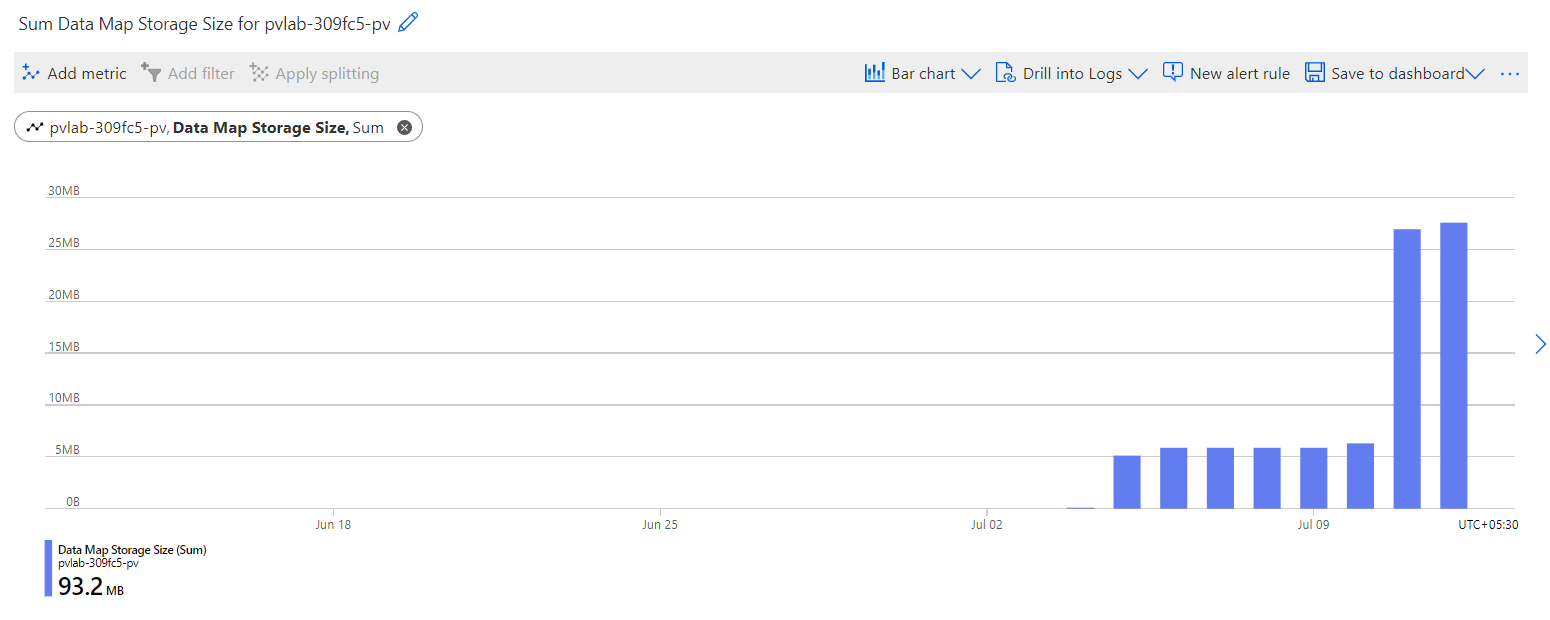 Sum Data Map Storage Size for pvlab-309fc5-pv
Add metric Add filter Apply splitting Bar chart Drill into Logs New alert rule Save to dashboard ...
pvlab-309fc5-pv, Data Map Storage Size, Sum
30MB
25MB
20MB
15MB
10MB
5MB
0B
Jun 18 Jun 25 Jul 02 Jul 09 UTC+05:30
Data Map Storage Size (Sum)
pvlab-309fc5-pv
93.2 MB